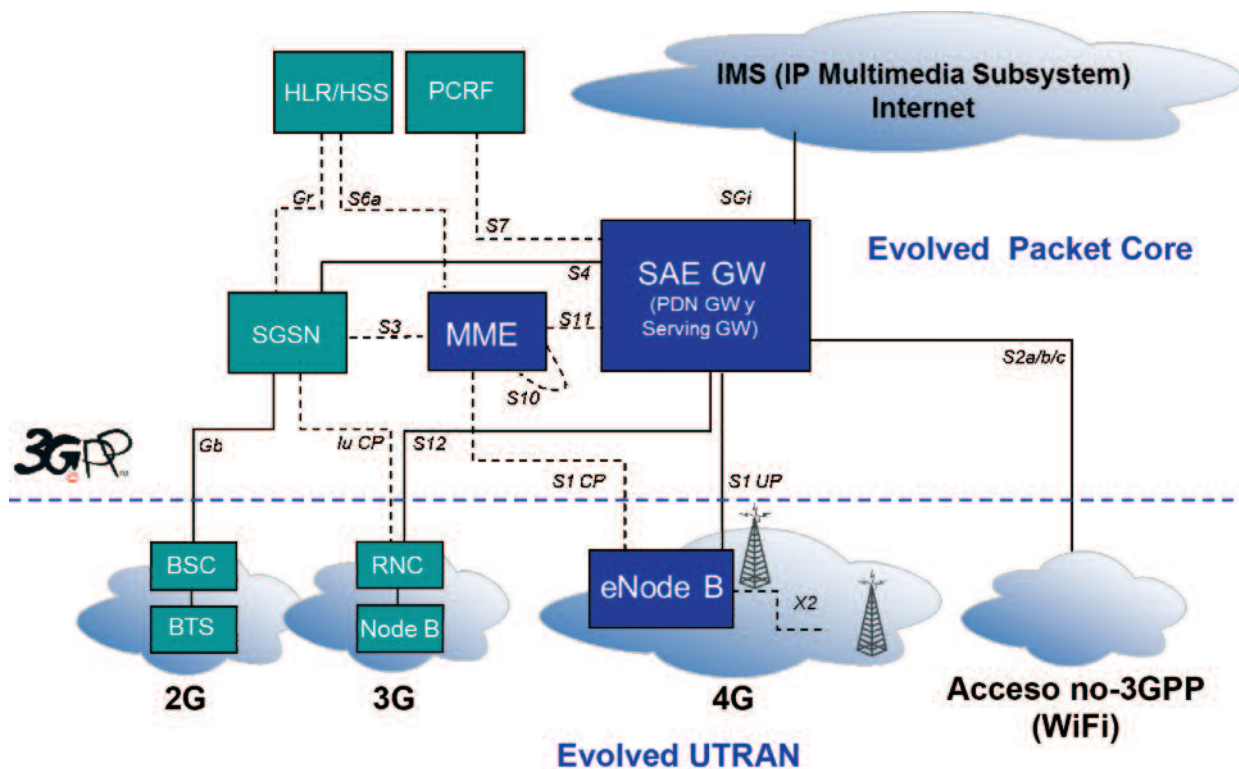 HLR/HSS
PCRF
IMS (IP Multimedia Subsystem)
Internet
Gr
S6a
S7
SGi
Evolved Packet Core
S4
SAE GW
(PDN GW y
Serving GW)
SGSN
S3
MME
S11
S10
S2a/b/c
3GPP
TM
Gb
Iu CP
S12
S1 CP
S1 UP
BSC
BTS
RNC
Node B
eNode B
X2
2G
3G
4G
Acceso no-3GPP
(WiFi)
Evolved UTRAN